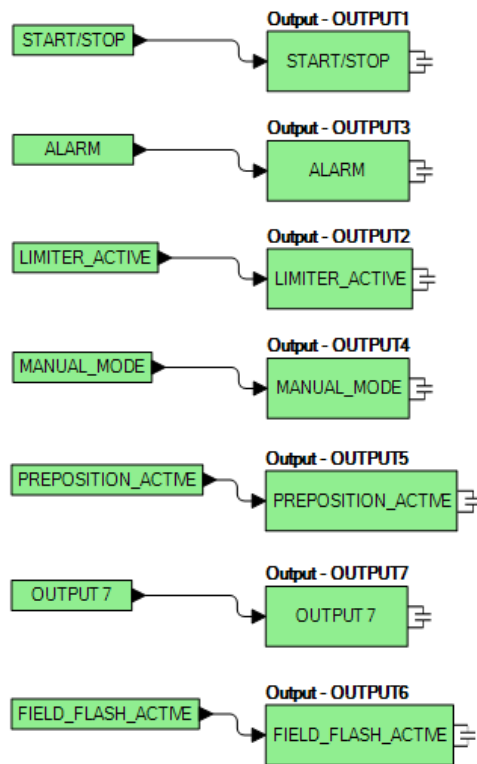 Output - OUTPUT1
START/STOP
START/STOP
Output - OUTPUT3
ALARM
ALARM
Output - OUTPUT2
LIMITER_ACTIVE
LIMITER_ACTIVE
Output - OUTPUT4
MANUAL_MODE
MANUAL_MODE
Output - OUTPUT5
PREPOSITION_ACTIVE
PREPOSITION_ACTIVE
Output - OUTPUT7
OUTPUT 7
OUTPUT 7
Output - OUTPUT6
FIELD_FLASH_ACTIVE
FIELD_FLASH_ACTIVE